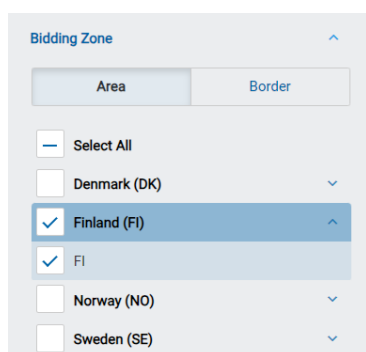 Bidding Zone
Area Border
Select All
Denmark (DK)
Finland (FI)
FI
Norway (NO)
Sweden (SE)